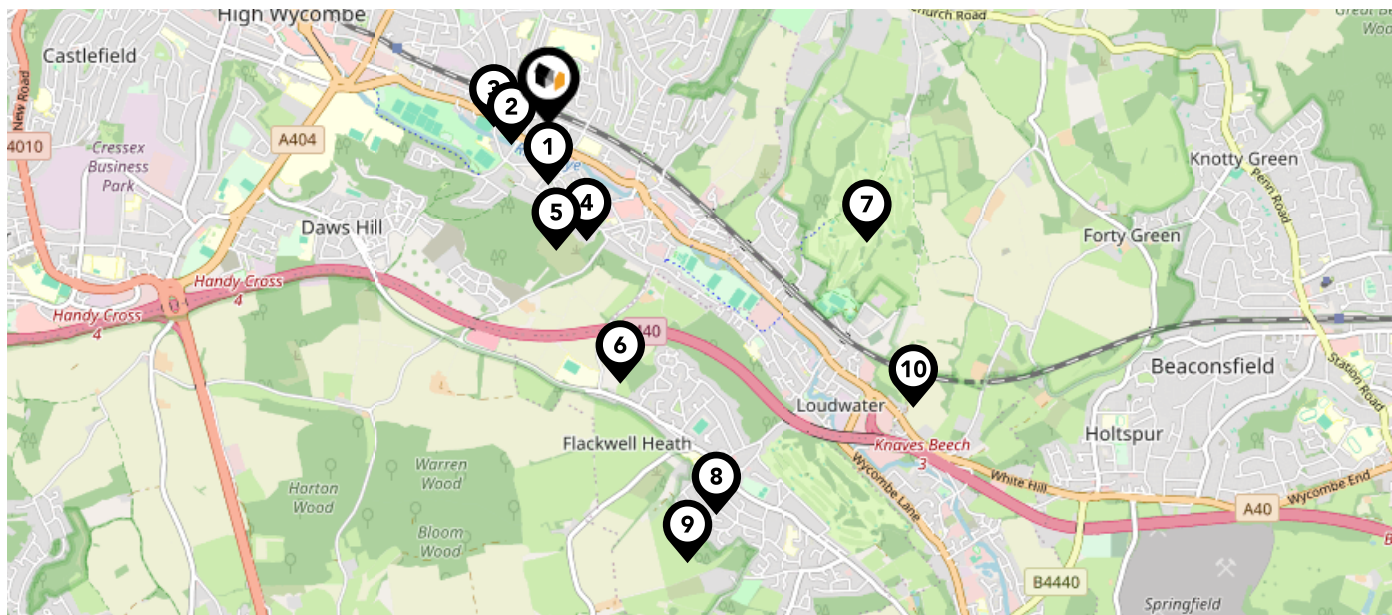 High Wycombe
Church Road
Castlefield
New Road
A404
4010
Cressex
Business
Park
3
2
1
4
5
7
Knotty Green
Penn Road
Daws Hill
Forty Green
Handy Cross
4
Handy Cross
4
6
40
10
Beaconsfield
Station Road
Loudwater
Holtspur
Flackwell Heath
Knaves Beech
3
Warren
Wood
Horton
Wood
8
Wycombe Lane
White Hill
Wycombe End
A40
9
Bloom
Wood
B4440
Springfield